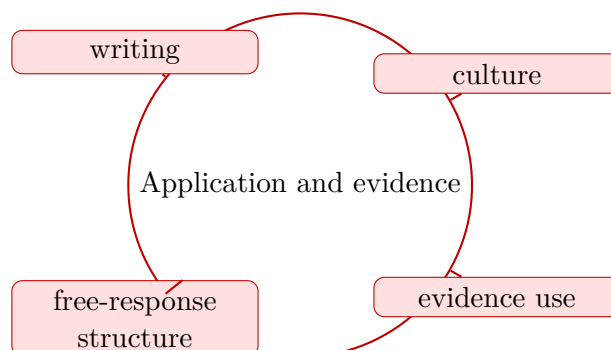 writing
culture
Application and evidence
free-response
structure
evidence use